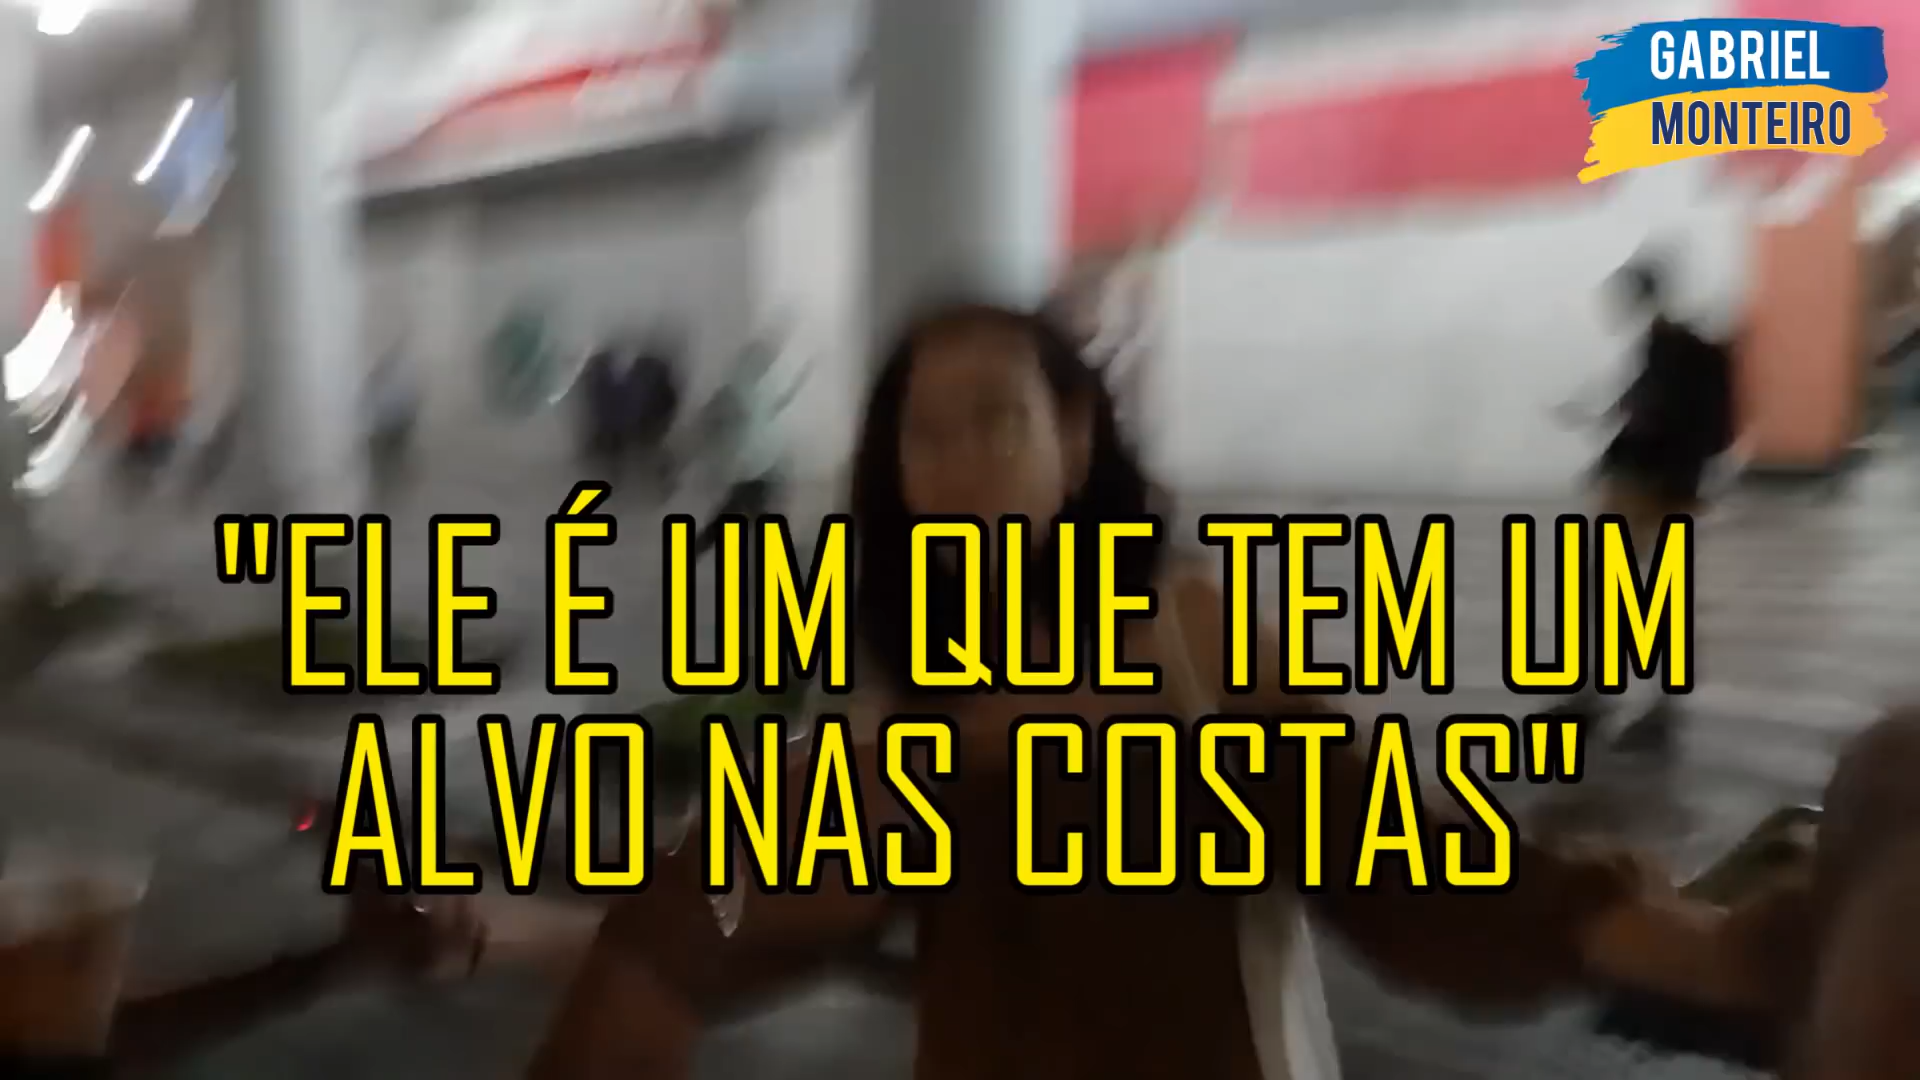 GABRIEL
MONTEIRO
"ELE É UM QUE TEM UM
ALVO NAS COSTAS"